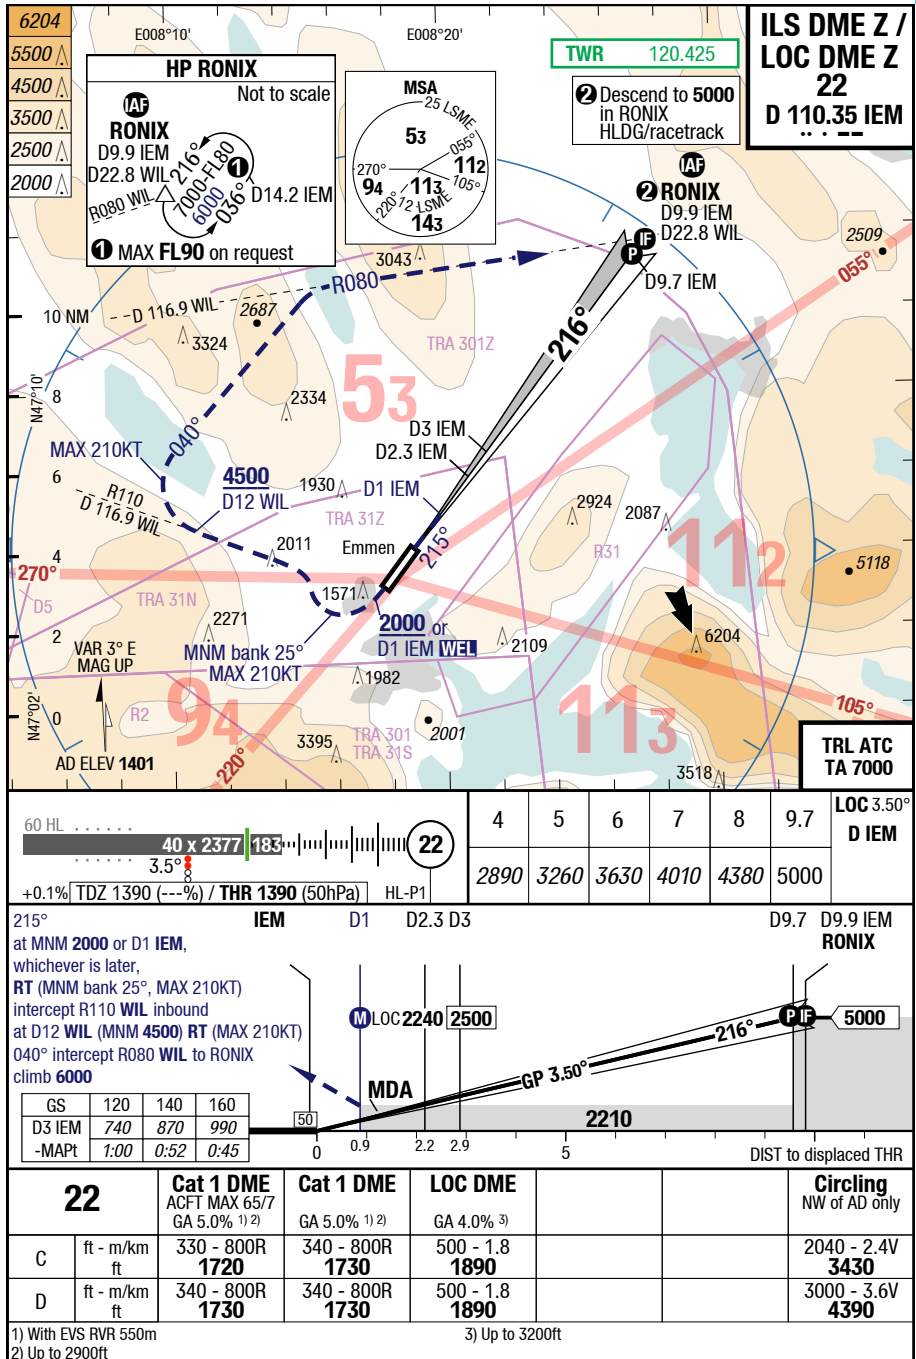 6204
5500
4500
3500
2500
2000
E008°10'
E008°20'
TWR 120.425
ILS DME Z /
LOC DME Z
22
D 110.35 IEM
HP RONIX
Not to scale
IAF
RONIX
D9.9 IEM
D22.8 WIL
R080 WIL
216°
7000-FL80
6000
036°
1
D14.2 IEM
1 MAX FL90 on request
MSA
25 LSME
53
055°
270°
94
112
105°
113
220°
12 LSME
143
2 Descend to 5000
in RONIX
HLDG/racetrack
IAF
2 RONIX
D9.9 IEM
D22.8 WIL
IF
P
D9.7 IEM
2509
055°
3043
R080
D 116.9 WIL
10 NM
2687
3324
TRA 301Z
216°
N47°10'
8
2334
53
040°
D3 IEM
D2.3 IEM
MAX 210KT
6
4500
D12 WIL
1930
D1 IEM
R110
D 116.9 WIL
TRA 31Z
2924
2087
Emmen
215°
2011
4
R31
112
5118
270°
D5
TRA 31N
1571
2271
2000 or
D1 IEM WEL
2109
6204
2
MNM bank 25°
MAX 210KT
VAR 3° E
MAG UP
1982
N47°02'
0
R2
94
113
105°
2001
TRA 301
TRA 31S
3395
220°
AD ELEV 1401
3518
TRL ATC
TA 7000
60 HL
40 x 2377 183
22
3.5°
+0.1% TDZ 1390 (---%) / THR 1390 (50hPa) HL-P1
4 5 6 7 8 9.7 LOC 3.50°
D IEM
2890 3260 3630 4010 4380 5000
215°
at MNM 2000 or D1 IEM,
whichever is later,
RT (MNM bank 25°, MAX 210KT)
intercept R110 WIL inbound
at D12 WIL (MNM 4500) RT (MAX 210KT)
040° intercept R080 WIL to RONIX
climb 6000
IEM D1 D2.3 D3 D9.7 D9.9 IEM
RONIX
M LOC 2240 2500
P IF 5000
216°
GP 3.50°
MDA
50
2210
0 0.9 2.2 2.9 5
DIST to displaced THR
GS 120 140 160
D3 IEM 740 870 990
-MAPt 1:00 0:52 0:45
22 Cat 1 DME Cat 1 DME LOC DME Circling
ACFT MAX 65/7 NW of AD only
GA 5.0% 1) 2) GA 5.0% 1) 2) GA 4.0% 3)
C ft - m/km 330 - 800R 340 - 800R 500 - 1.8 2040 - 2.4V
ft 1720 1730 1890 3430
D ft - m/km 340 - 800R 340 - 800R 500 - 1.8 3000 - 3.6V
ft 1730 1730 1890 4390
1) With EVS RVR 550m 3) Up to 3200ft
2) Up to 2900ft